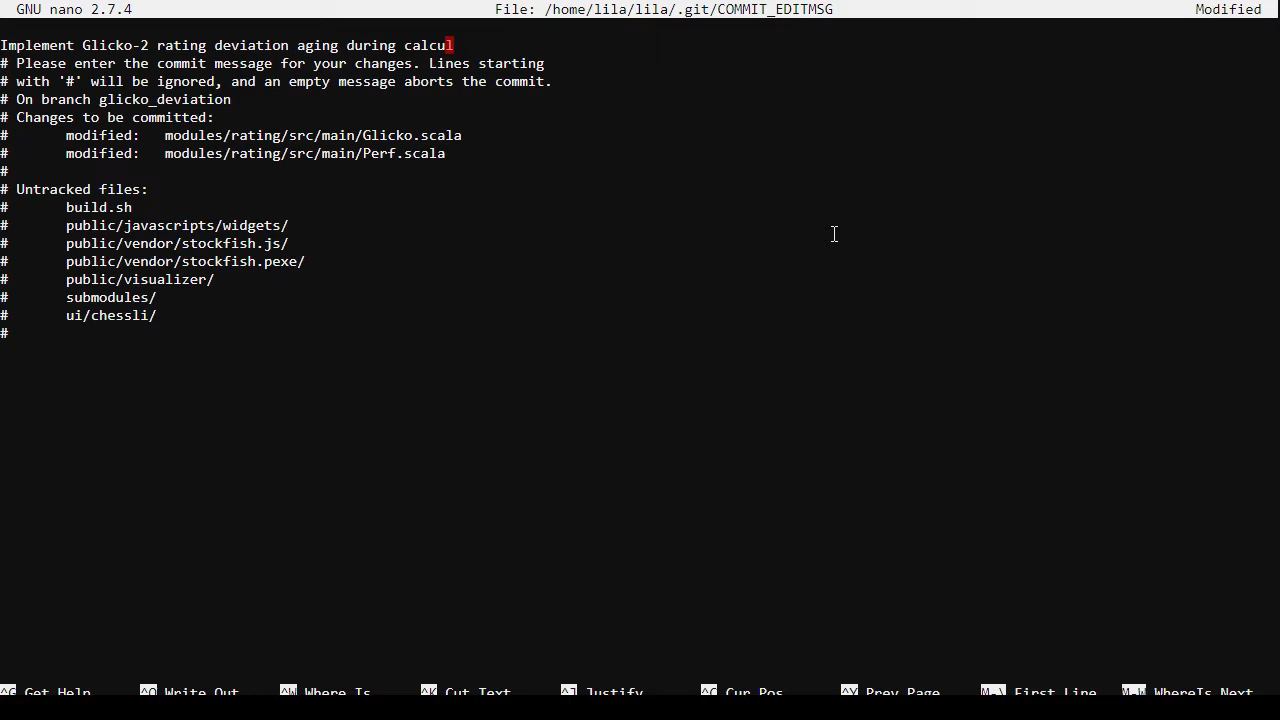 GNU nano 2.7.4 File: /home/lila/lila/.git/COMMIT_EDITMSG Modified
Implement Glicko-2 rating deviation aging during calcul
# Please enter the commit message for your changes. Lines starting
# with '#' will be ignored, and an empty message aborts the commit.
# On branch glicko_deviation
# Changes to be committed:
#       modified:   modules/rating/src/main/Glicko.scala
#       modified:   modules/rating/src/main/Perf.scala
#
# Untracked files:
#       build.sh
#       public/javascripts/widgets/
#       public/vendor/stockfish.js/
#       public/vendor/stockfish.pexe/
#       public/visualizer/
#       submodules/
#       ui/chessli/
#
^G Get Help ^O Write Out ^W Where Is ^K Cut Text ^J Justify ^C Cur Pos ^Y Prev Page M-\ First Line M-W WhereIs Next